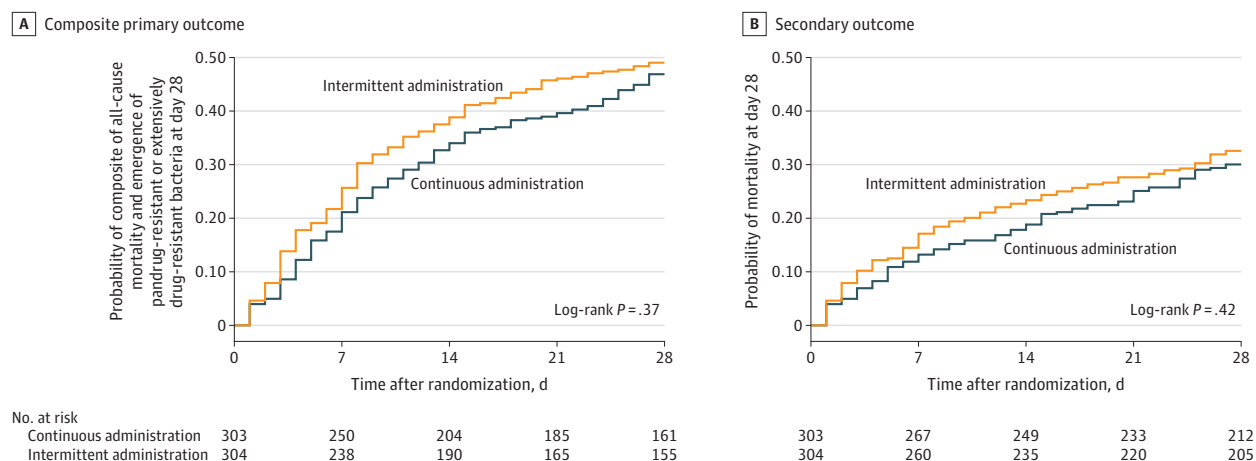 A Composite primary outcome
Probability of composite of all-cause
mortality and emergence of
pandrug-resistant or extensively
drug-resistant bacteria at day 28
0.50
0.40
0.30
0.20
0.10
0
Intermittent administration
Continuous administration
Log-rank P = .37
0 7 14 21 28
Time after randomization, d
No. at risk
Continuous administration 303 250 204 185 161
Intermittent administration 304 238 190 165 155
B Secondary outcome
Probability of mortality at day 28
0.50
0.40
0.30
0.20
0.10
0
Intermittent administration
Continuous administration
Log-rank P = .42
0 7 14 21 28
Time after randomization, d
303 267 249 233 212
304 260 235 220 205